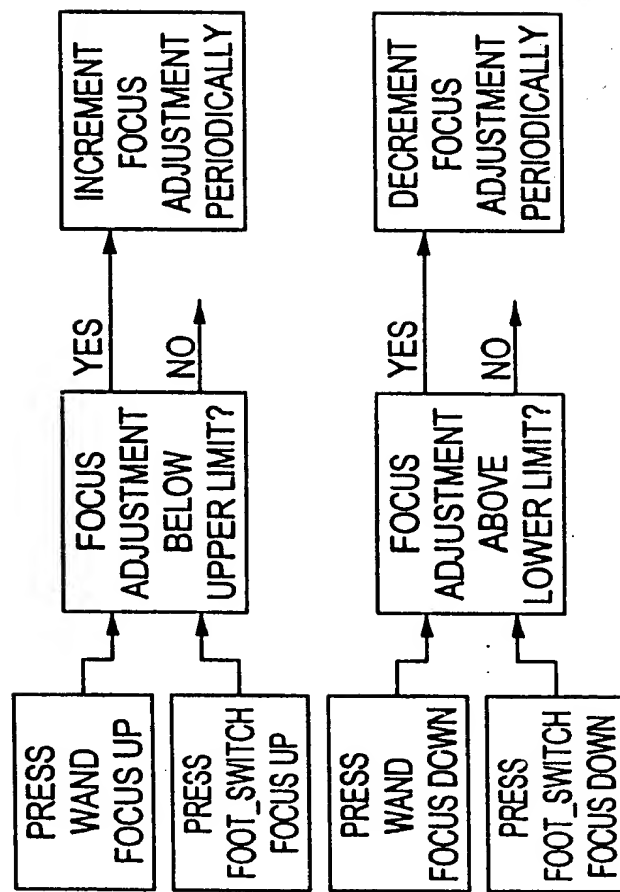 PRESS
WAND
FOCUS UP
PRESS
FOOT_SWITCH
FOCUS UP
FOCUS
ADJUSTMENT
BELOW
UPPER LIMIT?
YES
NO
INCREMENT
FOCUS
ADJUSTMENT
PERIODICALLY
PRESS
WAND
FOCUS DOWN
PRESS
FOOT_SWITCH
FOCUS DOWN
FOCUS
ADJUSTMENT
ABOVE
LOWER LIMIT?
YES
NO
DECREMENT
FOCUS
ADJUSTMENT
PERIODICALLY